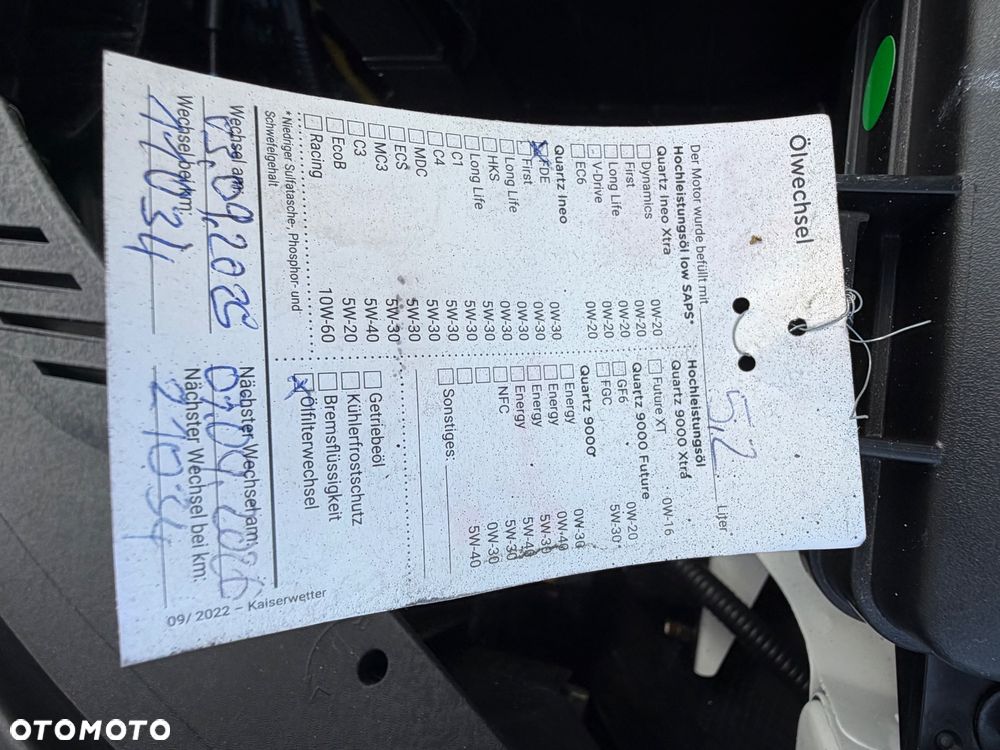 Ölwechsel
Der Motor wurde befüllt mit 5,2 Liter
Hochleistungsöl low SAPS*
Quartz Ineo Xtra
Dynamics 0W-20
First 0W-20
Long Life 0W-20
V-Drive 0W-20
EC6 0W-20
Quartz Ineo
FDE 0W-30
First 0W-30
Long Life 0W-30
HKS 5W-30
Long Life 5W-30
C1 5W-30
C4 5W-30
MDC 5W-30
ECS 5W-30
MC3 5W-30
C3 5W-40
EcoB 5W-20
Racing 10W-60
*Niedriger Sulfatasche-, Phosphor- und
Schwefelgehalt
Hochleistungsöl
Quartz 9000 Xtra
Future XT 0W-16
Quartz 9000 Future
GF6 0W-20
FGC 5W-30
Quartz 9000
Energy 0W-30
Energy 0W-40
Energy 5W-30
Energy 5W-40
NFC 5W-30
0W-30
5W-40
Sonstiges:
Getriebeöl
Kühlerfrostschutz
Bremsflüssigkeit
Ölfilterwechsel
Wechsel am: 05.09.2025
Wechsel bei km: 11034
Nächster Wechsel am: 2026
Nächster Wechsel bei km: 21034
09/2022 – Kaiserwetter
OTOMOTO